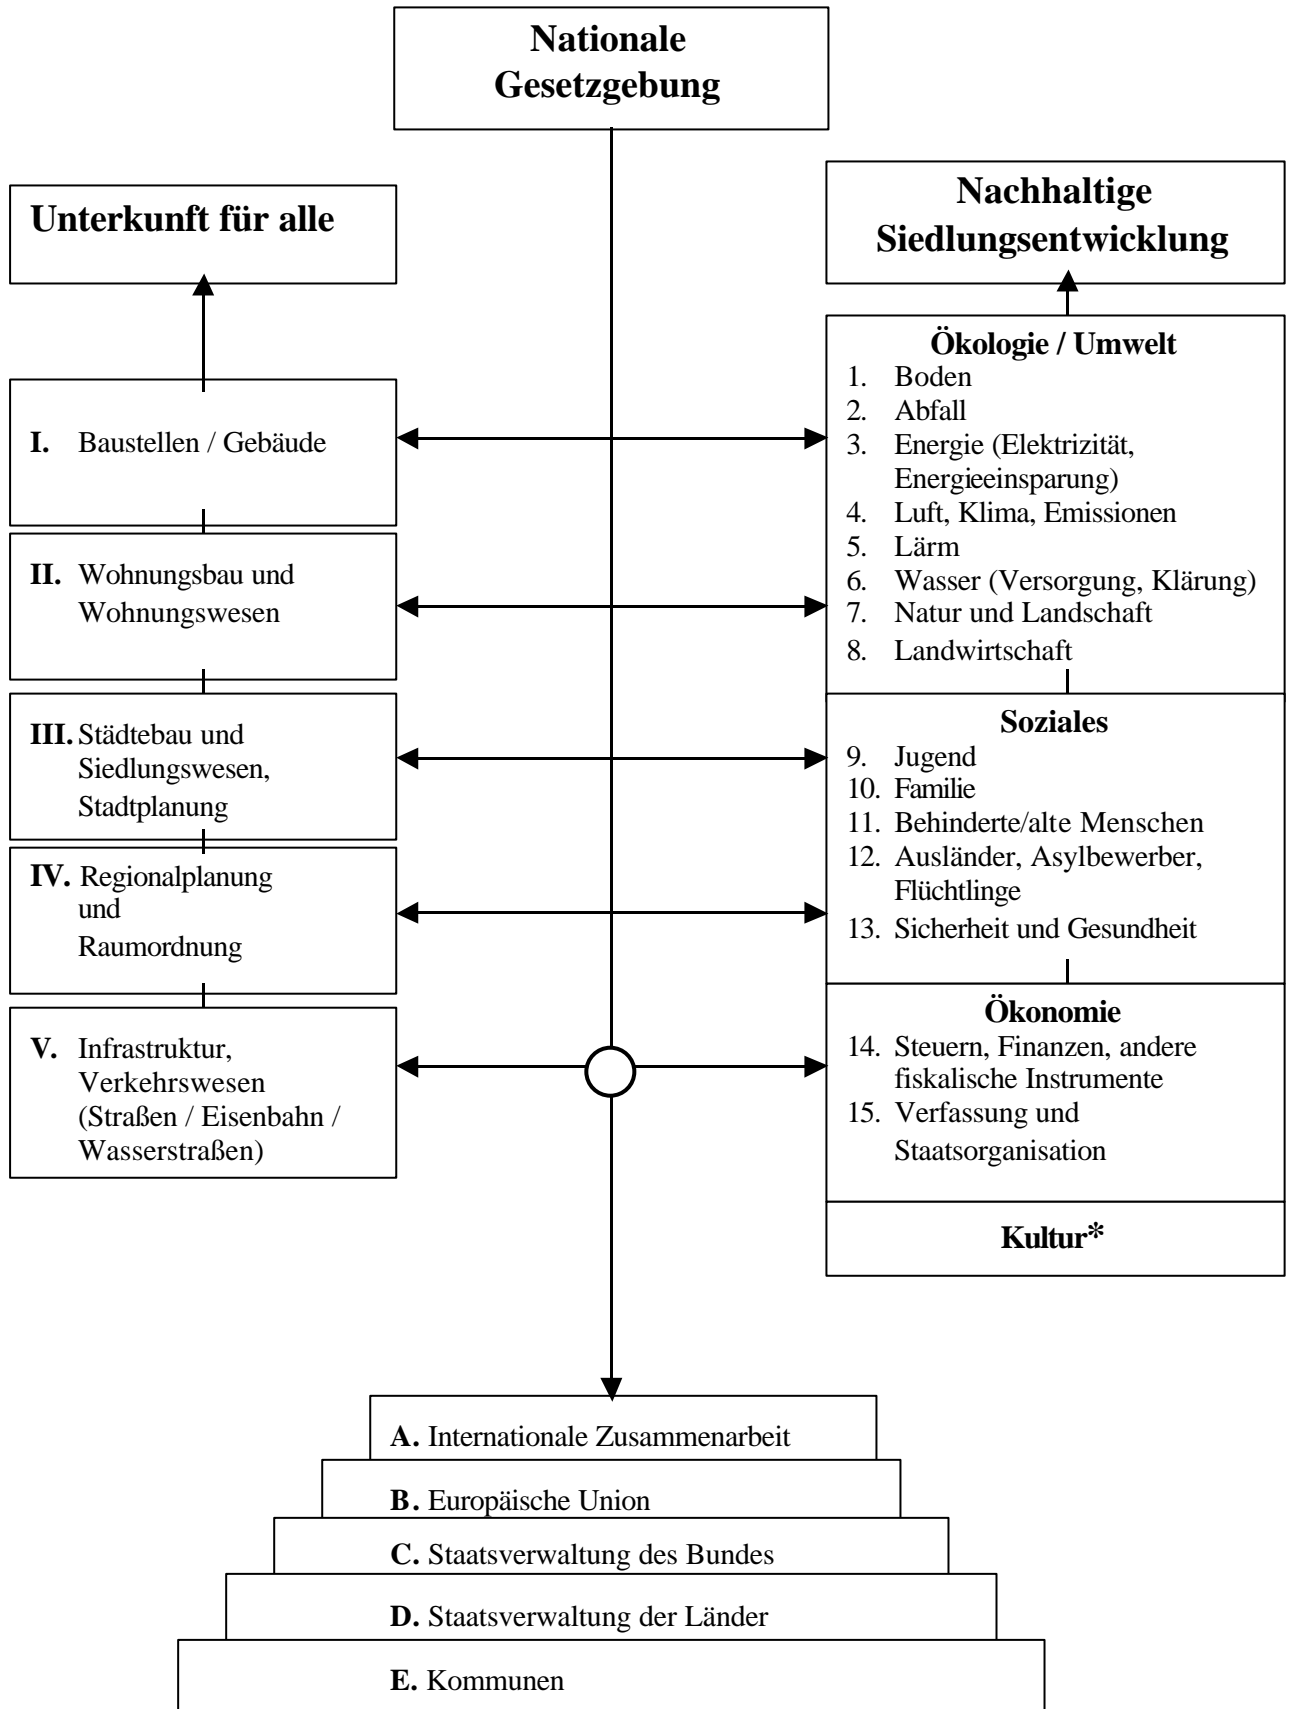 Nationale
Gesetzgebung
Unterkunft für alle
Nachhaltige
Siedlungsentwicklung
I. Baustellen / Gebäude
II. Wohnungsbau und
Wohnungswesen
III. Städtebau und
Siedlungswesen,
Stadtplanung
IV. Regionalplanung
und
Raumordnung
V. Infrastruktur,
Verkehrswesen
(Straßen / Eisenbahn /
Wasserstraßen)
Ökologie / Umwelt
1. Boden
2. Abfall
3. Energie (Elektrizität,
Energieeinsparung)
4. Luft, Klima, Emissionen
5. Lärm
6. Wasser (Versorgung, Klärung)
7. Natur und Landschaft
8. Landwirtschaft
Soziales
9. Jugend
10. Familie
11. Behinderte/alte Menschen
12. Ausländer, Asylbewerber,
Flüchtlinge
13. Sicherheit und Gesundheit
Ökonomie
14. Steuern, Finanzen, andere
fiskalische Instrumente
15. Verfassung und
Staatsorganisation
Kultur*
A. Internationale Zusammenarbeit
B. Europäische Union
C. Staatsverwaltung des Bundes
D. Staatsverwaltung der Länder
E. Kommunen